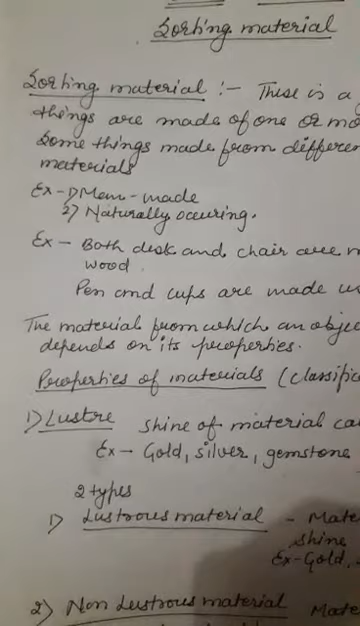 Sorting material
Sorting material :- These is a
things are made of one or mo
Some things made from differen
materials
Ex - 1) Mem - made
2) Naturally occuring.
Ex - Both desk and chair are m
wood.
Pen and cups are made u
The material from which an objec
depends on its properties.
Properties of materials (classific
1) Lustre shine of material ca
Ex - Gold, silver, gemstone
2 types
1) Lustrous material - Mate
shine
Ex - Gold,
2) Non Lustrous material Mate